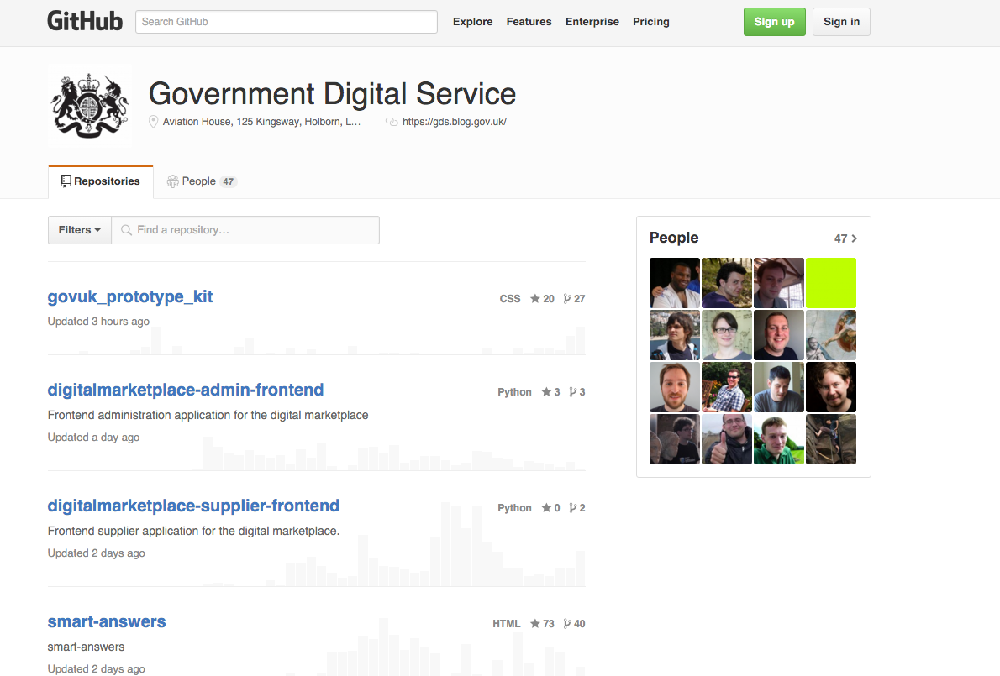 GitHub Search GitHub Explore Features Enterprise Pricing Sign up Sign in
Government Digital Service
Aviation House, 125 Kingsway, Holborn, L... https://gds.blog.gov.uk/
Repositories People 47
Filters Find a repository...
People 47
govuk_prototype_kit CSS 20 27
Updated 3 hours ago
digitalmarketplace-admin-frontend Python 3 3
Frontend administration application for the digital marketplace
Updated a day ago
digitalmarketplace-supplier-frontend Python 0 2
Frontend supplier application for the digital marketplace.
Updated 2 days ago
smart-answers HTML 73 40
smart-answers
Updated 2 days ago